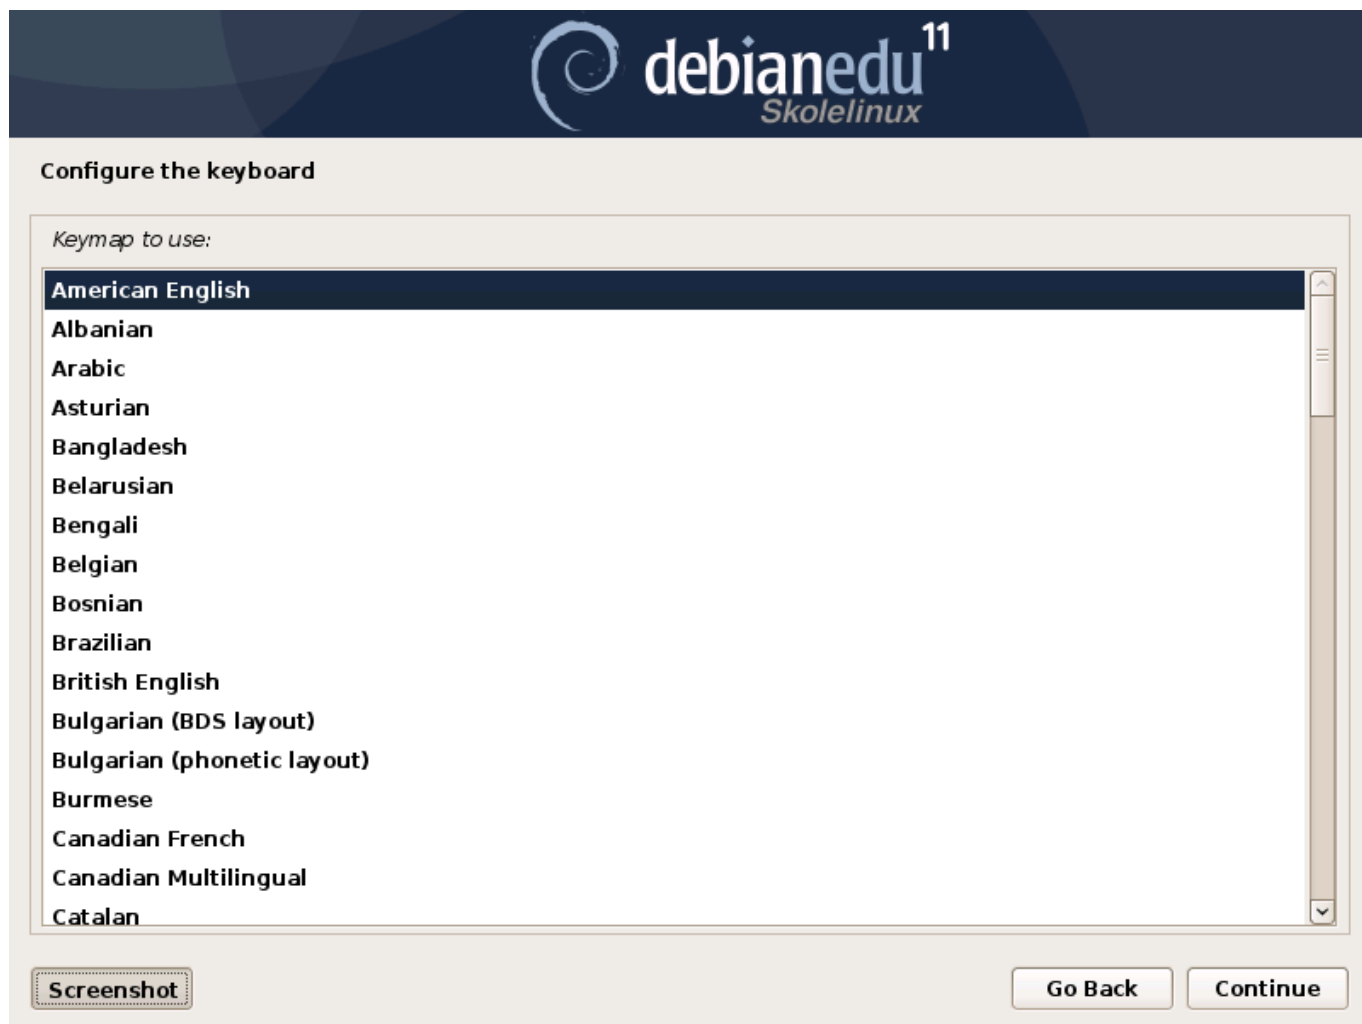 debianedu 11
Skolelinux
Configure the keyboard
Keymap to use:
American English
Albanian
Arabic
Asturian
Bangladesh
Belarusian
Bengali
Belgian
Bosnian
Brazilian
British English
Bulgarian (BDS layout)
Bulgarian (phonetic layout)
Burmese
Canadian French
Canadian Multilingual
Catalan
Screenshot
Go Back
Continue